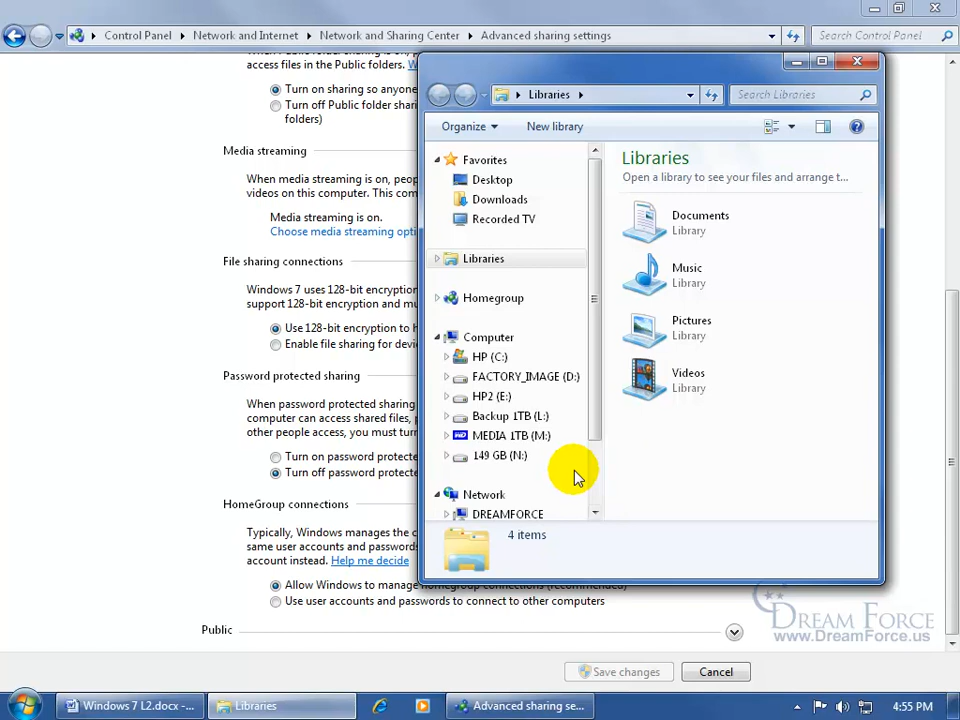 Control Panel Network and Internet Network and Sharing Center Advanced sharing settings Search Control Panel
access files in the Public folders.
Turn on sharing so anyone
Turn off Public folder shari
folders)
Media streaming
When media streaming is on, peop
videos on this computer. This com
Media streaming is on.
Choose media streaming opti
File sharing connections
Windows 7 uses 128-bit encryption
support 128-bit encryption and mu
Use 128-bit encryption to h
Enable file sharing for devi
Password protected sharing
When password protected sharing
computer can access shared files, p
other people access, you must turn
Turn on password protecte
Turn off password protecte
HomeGroup connections
Typically, Windows manages the c
same user accounts and passwords
account instead. Help me decide
Allow Windows to manage homegroup connections (recommended)
Use user accounts and passwords to connect to other computers
Public
Save changes Cancel
Libraries Search Libraries
Organize New library
Favorites
Desktop
Downloads
Recorded TV
Libraries
Homegroup
Computer
HP (C:)
FACTORY_IMAGE (D:)
HP2 (E:)
Backup 1TB (L:)
MEDIA 1TB (M:)
149 GB (N:)
Network
DREAMFORCE
Libraries
Open a library to see your files and arrange t...
Documents
Library
Music
Library
Pictures
Library
Videos
Library
4 items
DREAM FORCE
www.DreamForce.us
Windows 7 L2.docx -... Libraries Advanced sharing se... 4:55 PM